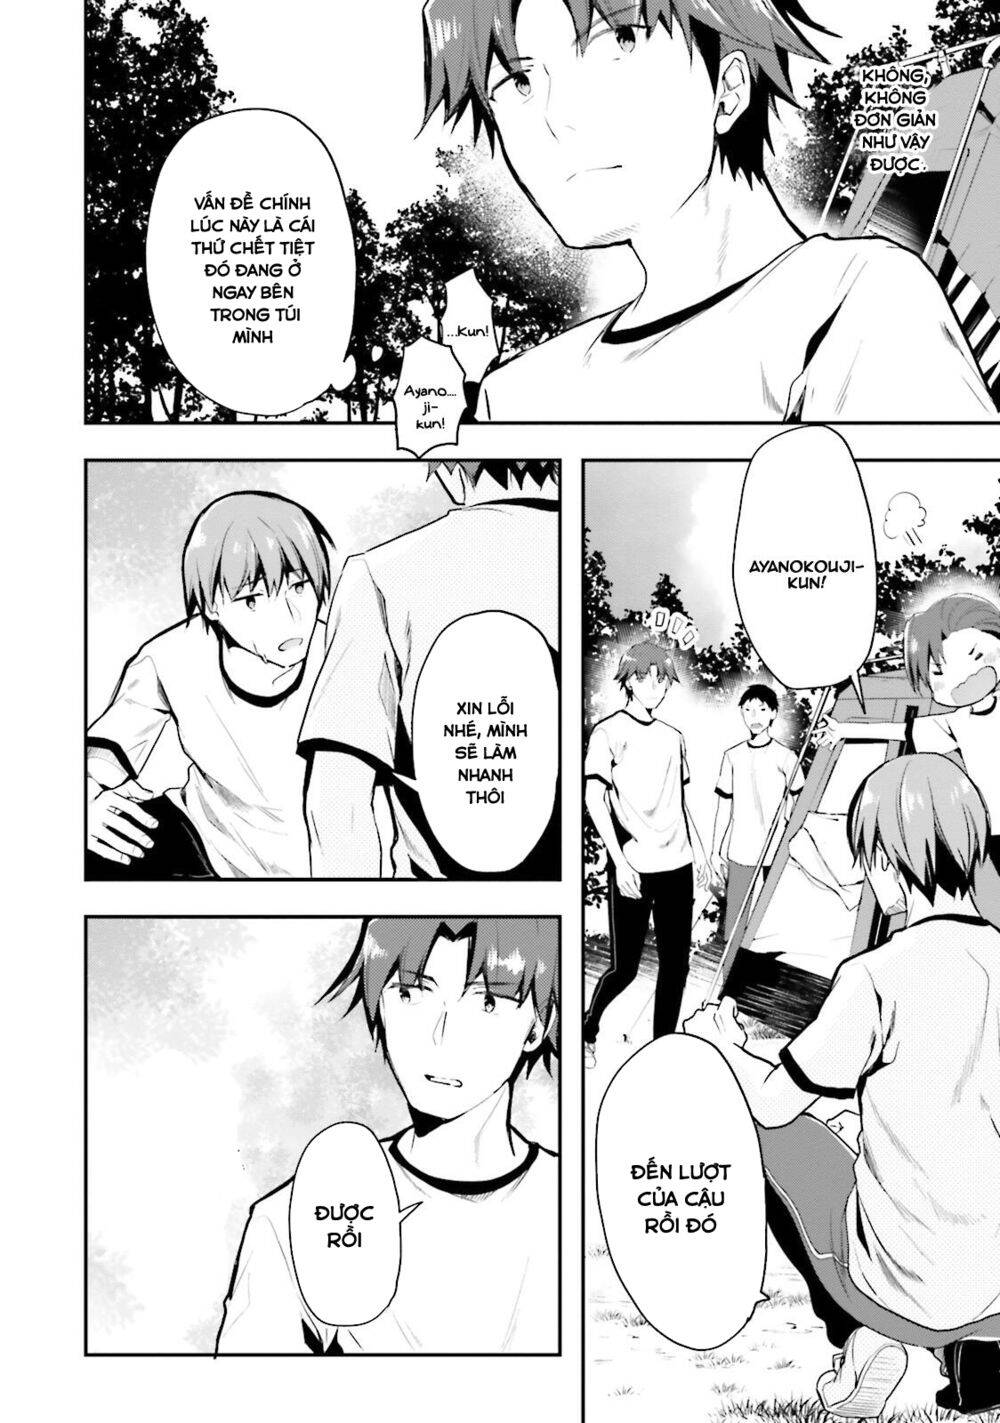 KHÔNG,
KHÔNG
ĐƠN GIẢN
NHƯ VẬY
ĐƯỢC.
VẤN ĐỀ CHÍNH
LÚC NÀY LÀ CÁI
THỨ CHẾT TIỆT
ĐÓ ĐANG Ở
NGAY BÊN
TRONG TÚI
MÌNH
...Kun!
Ayano....
ji-
kun!
AYANOKOUJI-
KUN!
ĐẾN LƯỢT
CỦA CẬU
RỒI ĐÓ
XIN LỖI
NHÉ, MÌNH
SẼ LÀM
NHANH
THÔI
ĐƯỢC
RỒI